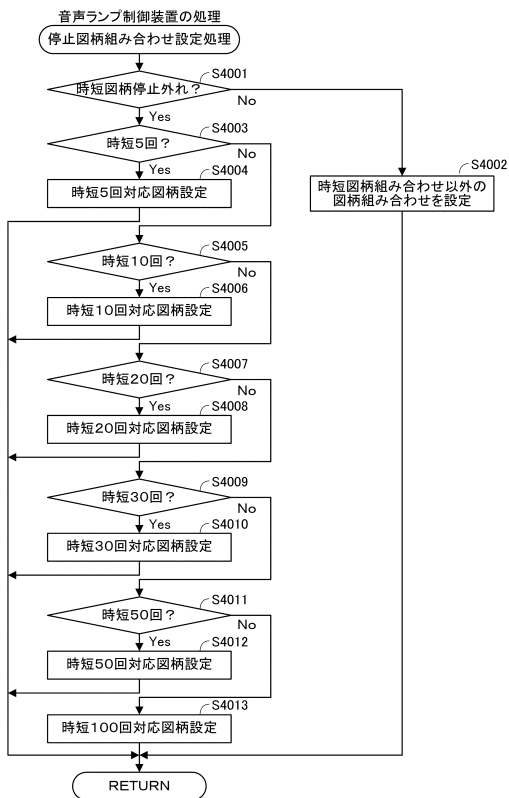 音声ランプ制御装置の処理
停止図柄組み合わせ設定処理
S4001
時短図柄停止外れ？
No
Yes
S4003
時短5回？
No
Yes
S4004
時短5回対応図柄設定
S4002
時短図柄組み合わせ以外の
図柄組み合わせを設定
S4005
時短10回？
No
Yes
S4006
時短10回対応図柄設定
S4007
時短20回？
No
Yes
S4008
時短20回対応図柄設定
S4009
時短30回？
No
Yes
S4010
時短30回対応図柄設定
S4011
時短50回？
No
Yes
S4012
時短50回対応図柄設定
S4013
時短100回対応図柄設定
RETURN